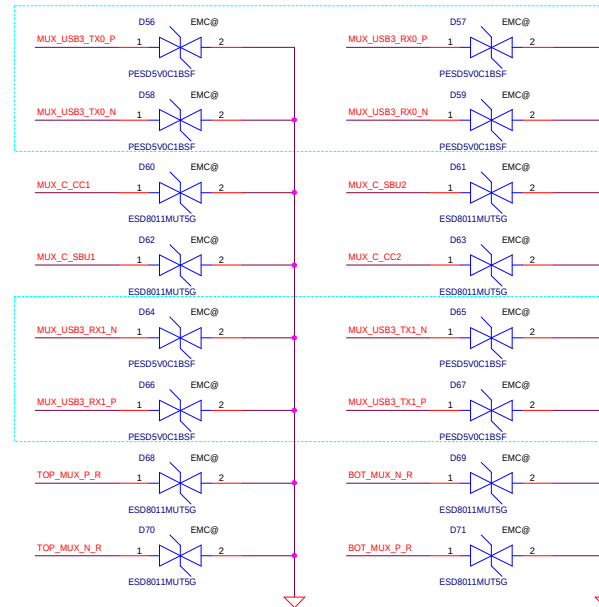 D56 EMC@
MUX_USB3_TX0_P 1 2
PESD5V0C1BSF
D57 EMC@
MUX_USB3_RX0_P 1 2
PESD5V0C1BSF
D58 EMC@
MUX_USB3_TX0_N 1 2
PESD5V0C1BSF
D59 EMC@
MUX_USB3_RX0_N 1 2
PESD5V0C1BSF
D60 EMC@
MUX_C_CC1 1 2
ESD8011MUT5G
D61 EMC@
MUX_C_SBU2 1 2
ESD8011MUT5G
D62 EMC@
MUX_C_SBU1 1 2
ESD8011MUT5G
D63 EMC@
MUX_C_CC2 1 2
ESD8011MUT5G
D64 EMC@
MUX_USB3_RX1_N 1 2
PESD5V0C1BSF
D65 EMC@
MUX_USB3_TX1_N 1 2
PESD5V0C1BSF
D66 EMC@
MUX_USB3_RX1_P 1 2
PESD5V0C1BSF
D67 EMC@
MUX_USB3_TX1_P 1 2
PESD5V0C1BSF
D68 EMC@
TOP_MUX_P_R 1 2
ESD8011MUT5G
D69 EMC@
BOT_MUX_N_R 1 2
ESD8011MUT5G
D70 EMC@
TOP_MUX_N_R 1 2
ESD8011MUT5G
D71 EMC@
BOT_MUX_P_R 1 2
ESD8011MUT5G